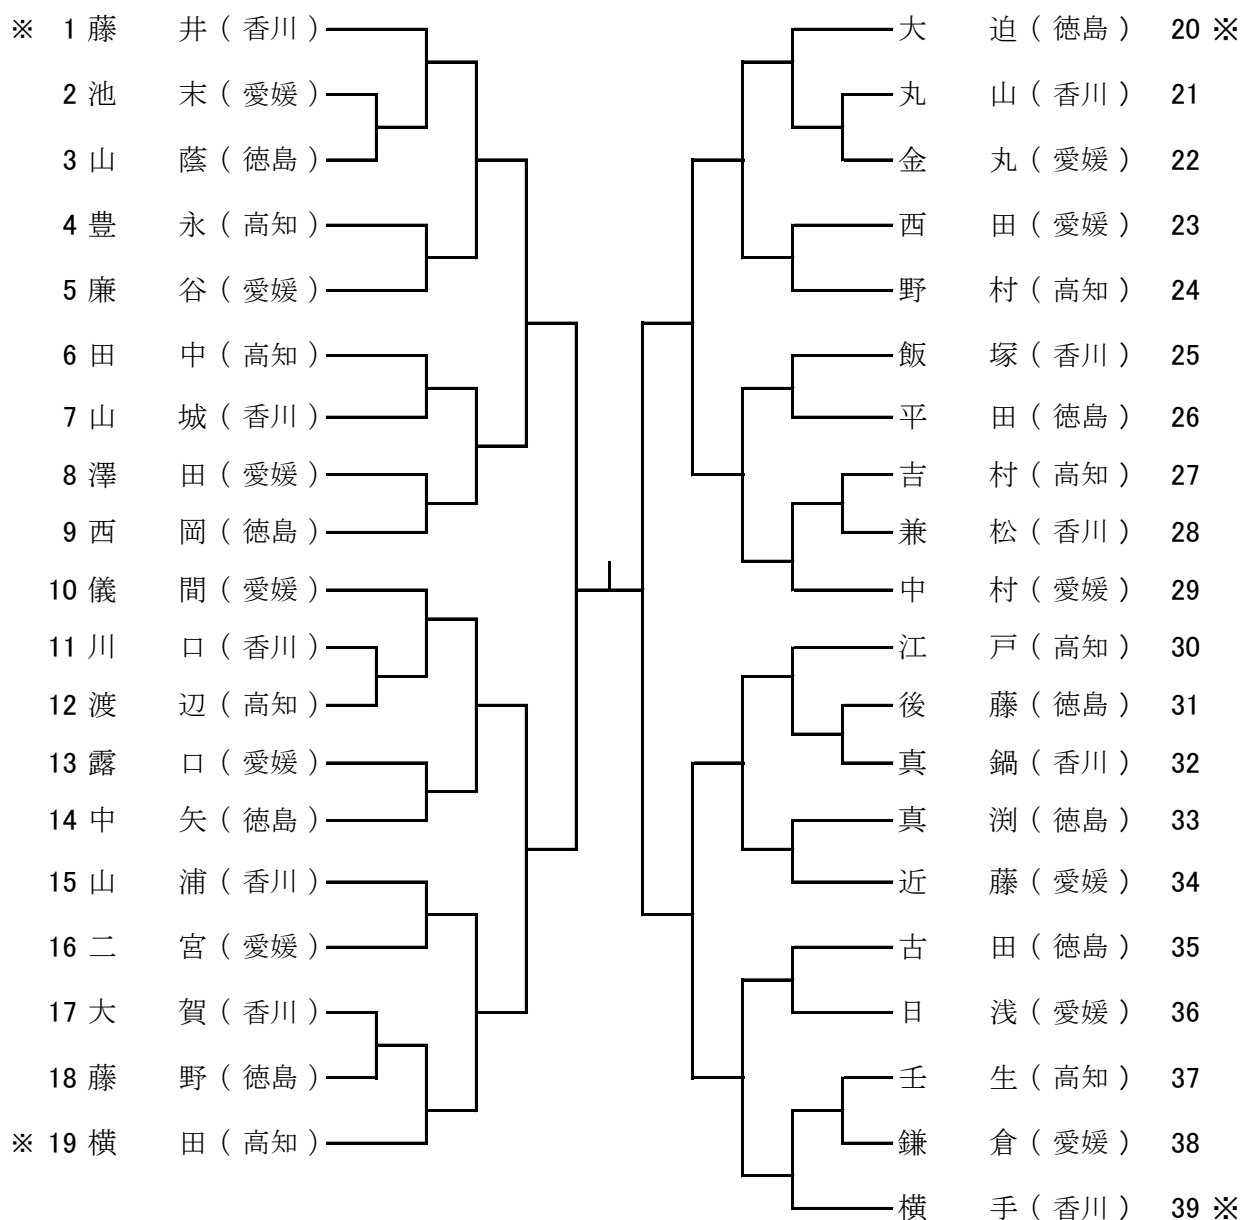 ※ 1 藤 井 ( 香川 )
2 池 末 ( 愛媛 )
3 山 蔭 ( 徳島 )
4 豊 永 ( 高知 )
5 廉 谷 ( 愛媛 )
6 田 中 ( 高知 )
7 山 城 ( 香川 )
8 澤 田 ( 愛媛 )
9 西 岡 ( 徳島 )
10 儀 間 ( 愛媛 )
11 川 口 ( 香川 )
12 渡 辺 ( 高知 )
13 露 口 ( 愛媛 )
14 中 矢 ( 徳島 )
15 山 浦 ( 香川 )
16 二 宮 ( 愛媛 )
17 大 賀 ( 香川 )
18 藤 野 ( 徳島 )
※ 19 横 田 ( 高知 )
大 迫 ( 徳島 ) 20 ※
丸 山 ( 香川 ) 21
金 丸 ( 愛媛 ) 22
西 田 ( 愛媛 ) 23
野 村 ( 高知 ) 24
飯 塚 ( 香川 ) 25
平 田 ( 徳島 ) 26
吉 村 ( 高知 ) 27
兼 松 ( 香川 ) 28
中 村 ( 愛媛 ) 29
江 戸 ( 高知 ) 30
後 藤 ( 徳島 ) 31
真 鍋 ( 香川 ) 32
真 渕 ( 徳島 ) 33
近 藤 ( 愛媛 ) 34
古 田 ( 徳島 ) 35
日 浅 ( 愛媛 ) 36
壬 生 ( 高知 ) 37
鎌 倉 ( 愛媛 ) 38
横 手 ( 香川 ) 39 ※